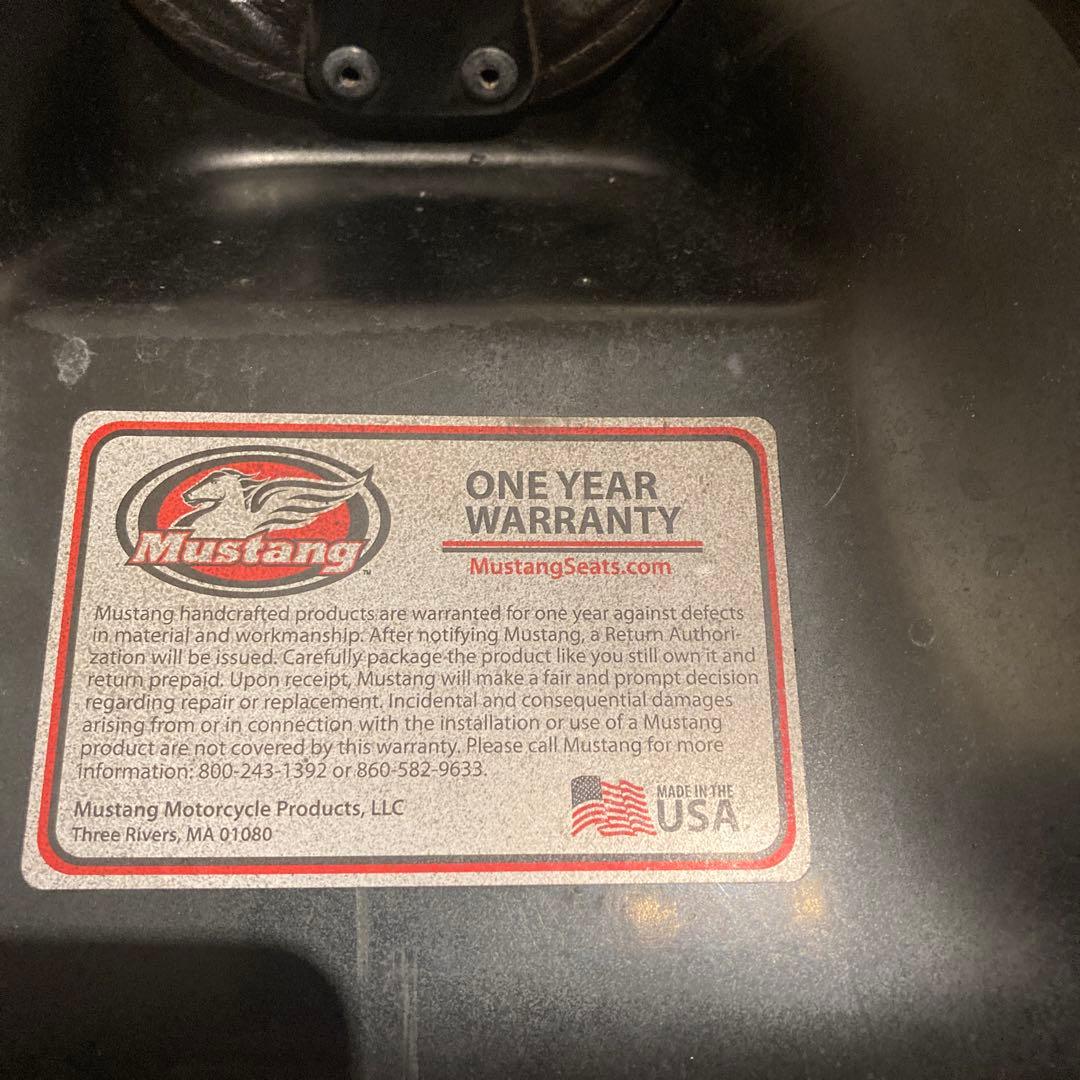 Mustang™
ONE YEAR
WARRANTY
MustangSeats.com
Mustang handcrafted products are warranted for one year against defects
in material and workmanship. After notifying Mustang, a Return Authori-
zation will be issued. Carefully package the product like you still own it and
return prepaid. Upon receipt, Mustang will make a fair and prompt decision
regarding repair or replacement. Incidental and consequential damages
arising from or in connection with the installation or use of a Mustang
product are not covered by this warranty. Please call Mustang for more
information: 800-243-1392 or 860-582-9633.
Mustang Motorcycle Products, LLC
Three Rivers, MA 01080
MADE IN THE
USA